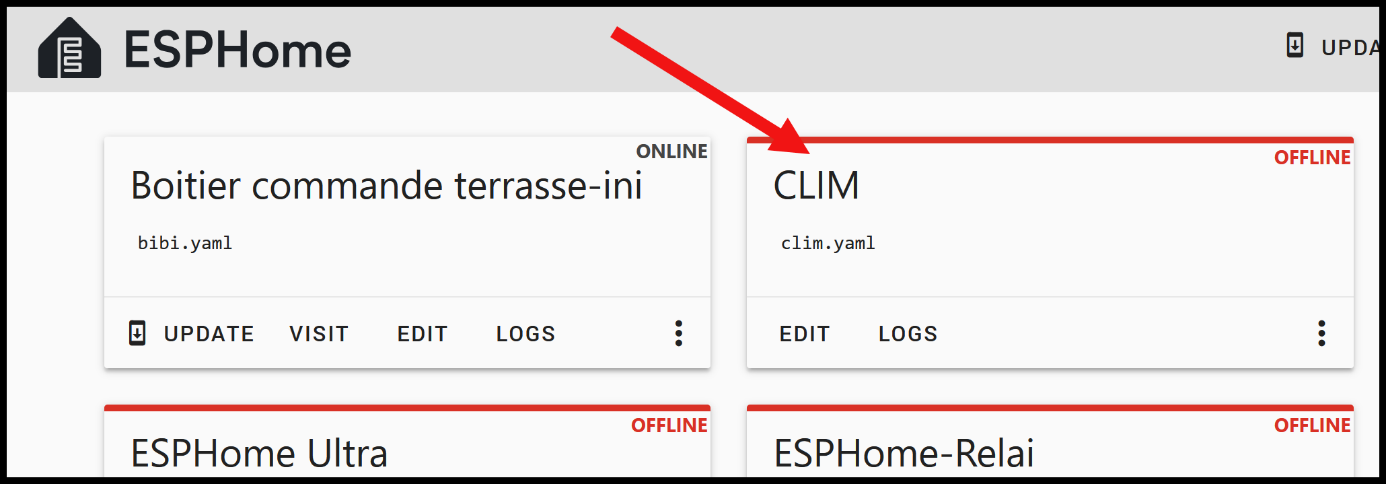 ESPHome
UPDA
ONLINE
Boitier commande terrasse-ini
bibi.yaml
UPDATE VISIT EDIT LOGS
OFFLINE
CLIM
clim.yaml
EDIT LOGS
OFFLINE
ESPHome Ultra
OFFLINE
ESPHome-Relai